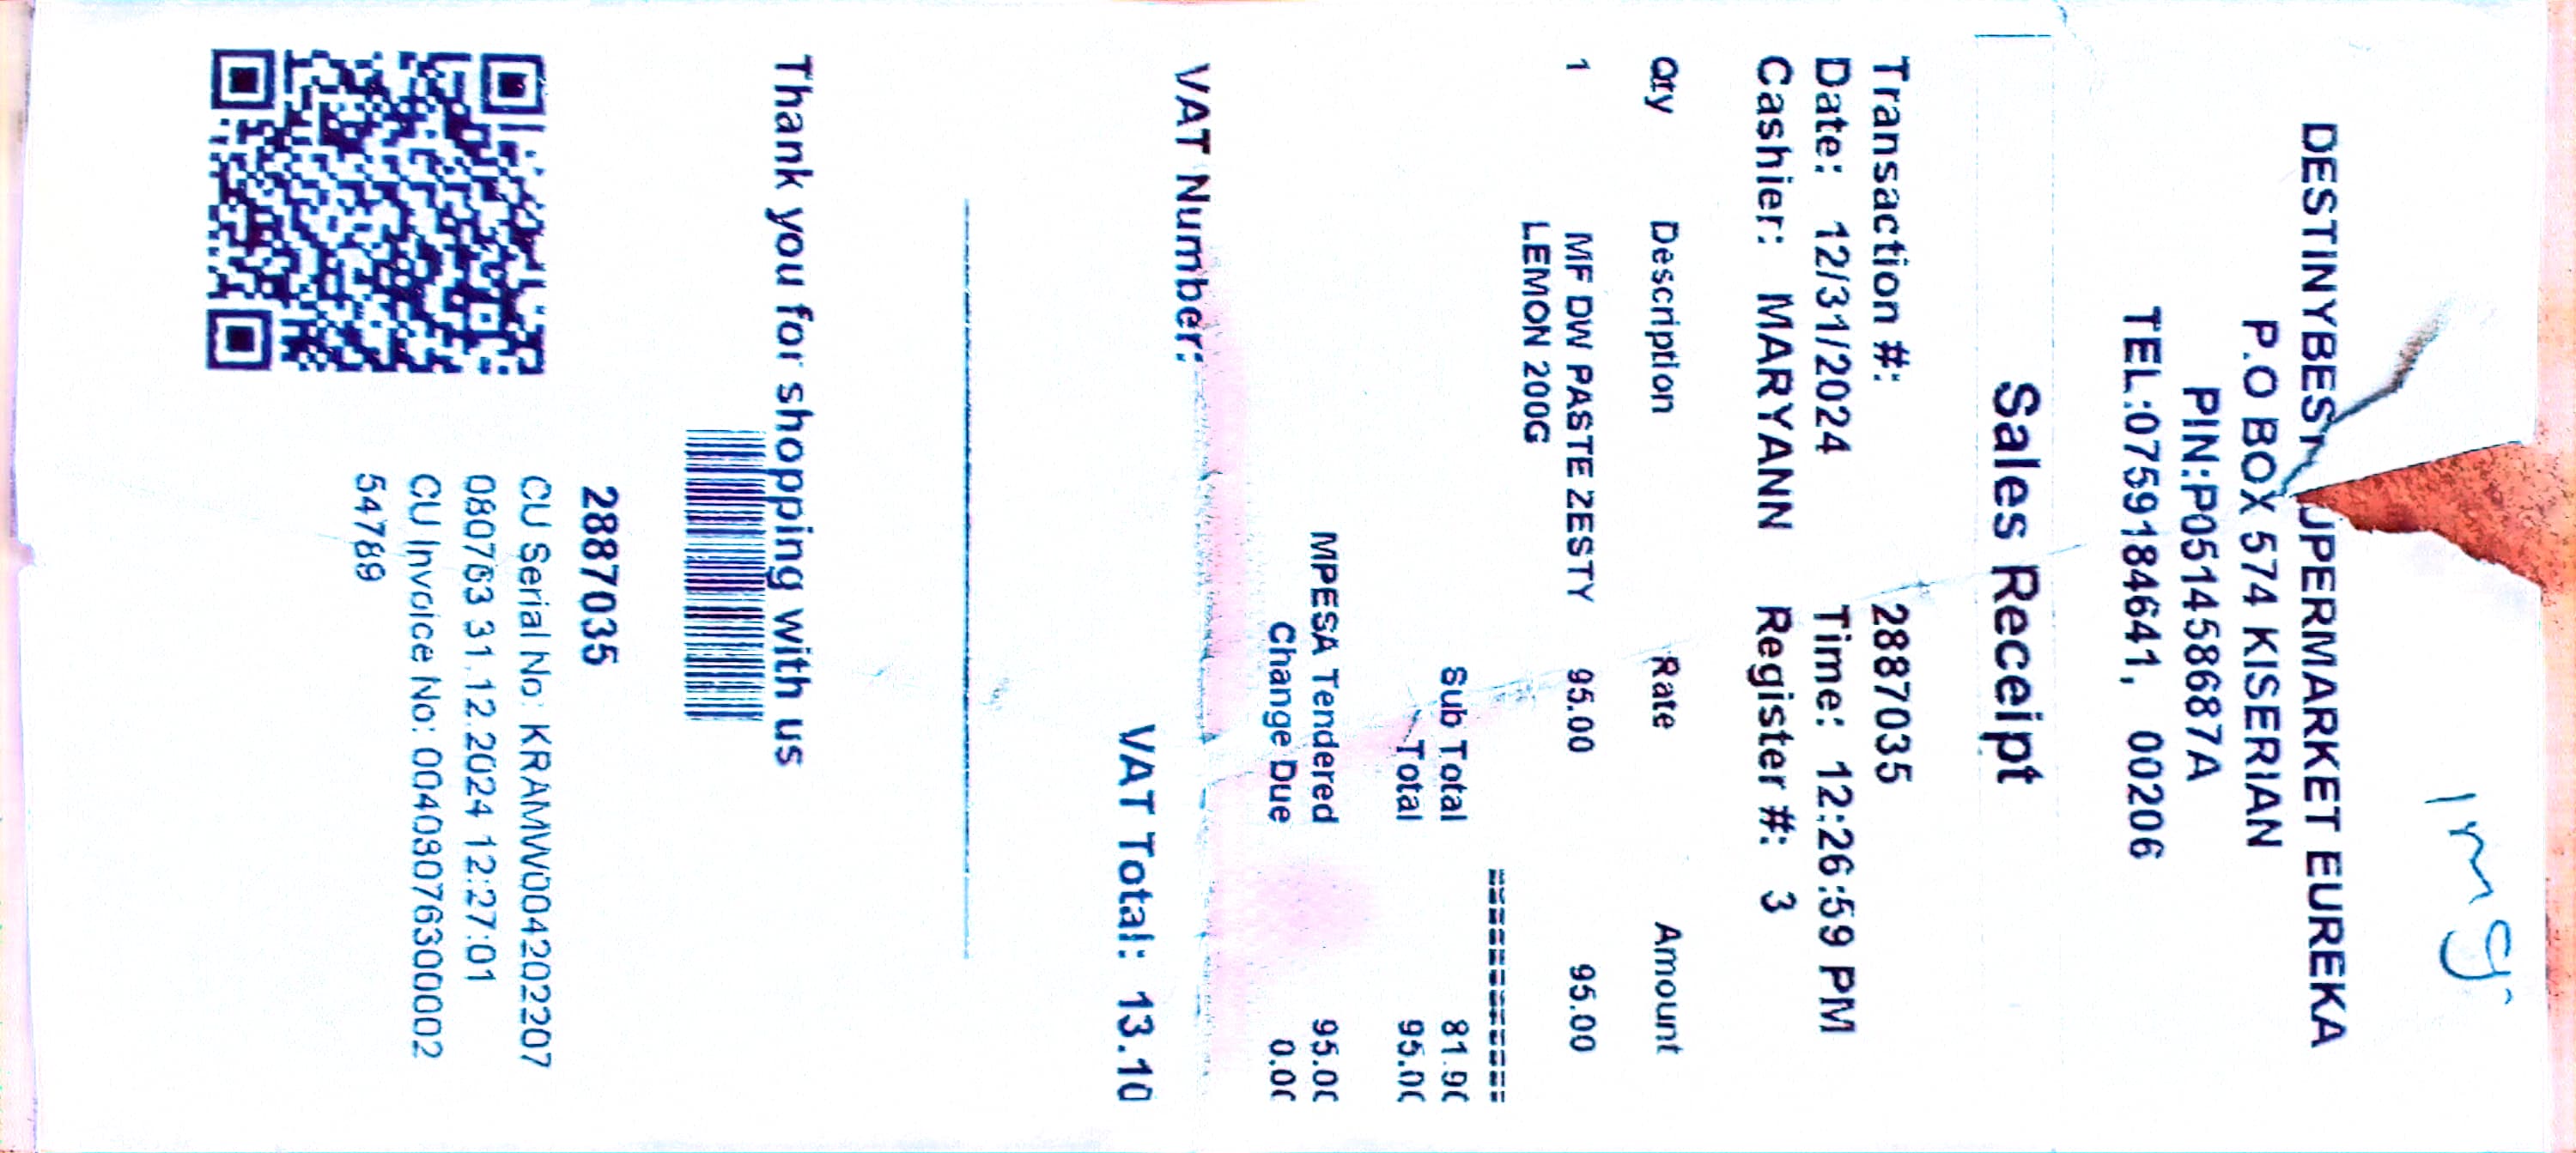 1 mg
DESTINYBEST SUPERMARKET EUREKA
P.O BOX 574 KISERIAN
PIN:P051458687A
TEL:0759184641, 00206
Sales Receipt
Transaction #: 2887035
Date: 12/31/2024 Time: 12:26:59 PM
Cashier: MARYANN Register #: 3
Qty Description Rate Amount
1 MF DW PASTE ZESTY 95.00 95.00
LEMON 200G
============
Sub Total 81.90
Total 95.00
MPESA Tendered 95.00
Change Due 0.00
VAT Number:
VAT Total: 13.10
Thank you for shopping with us
2887035
CU Serial No: KRAMW004202207
080763 31.12.2024 12:27:01
CU Invoice No: 00408076300002
54789